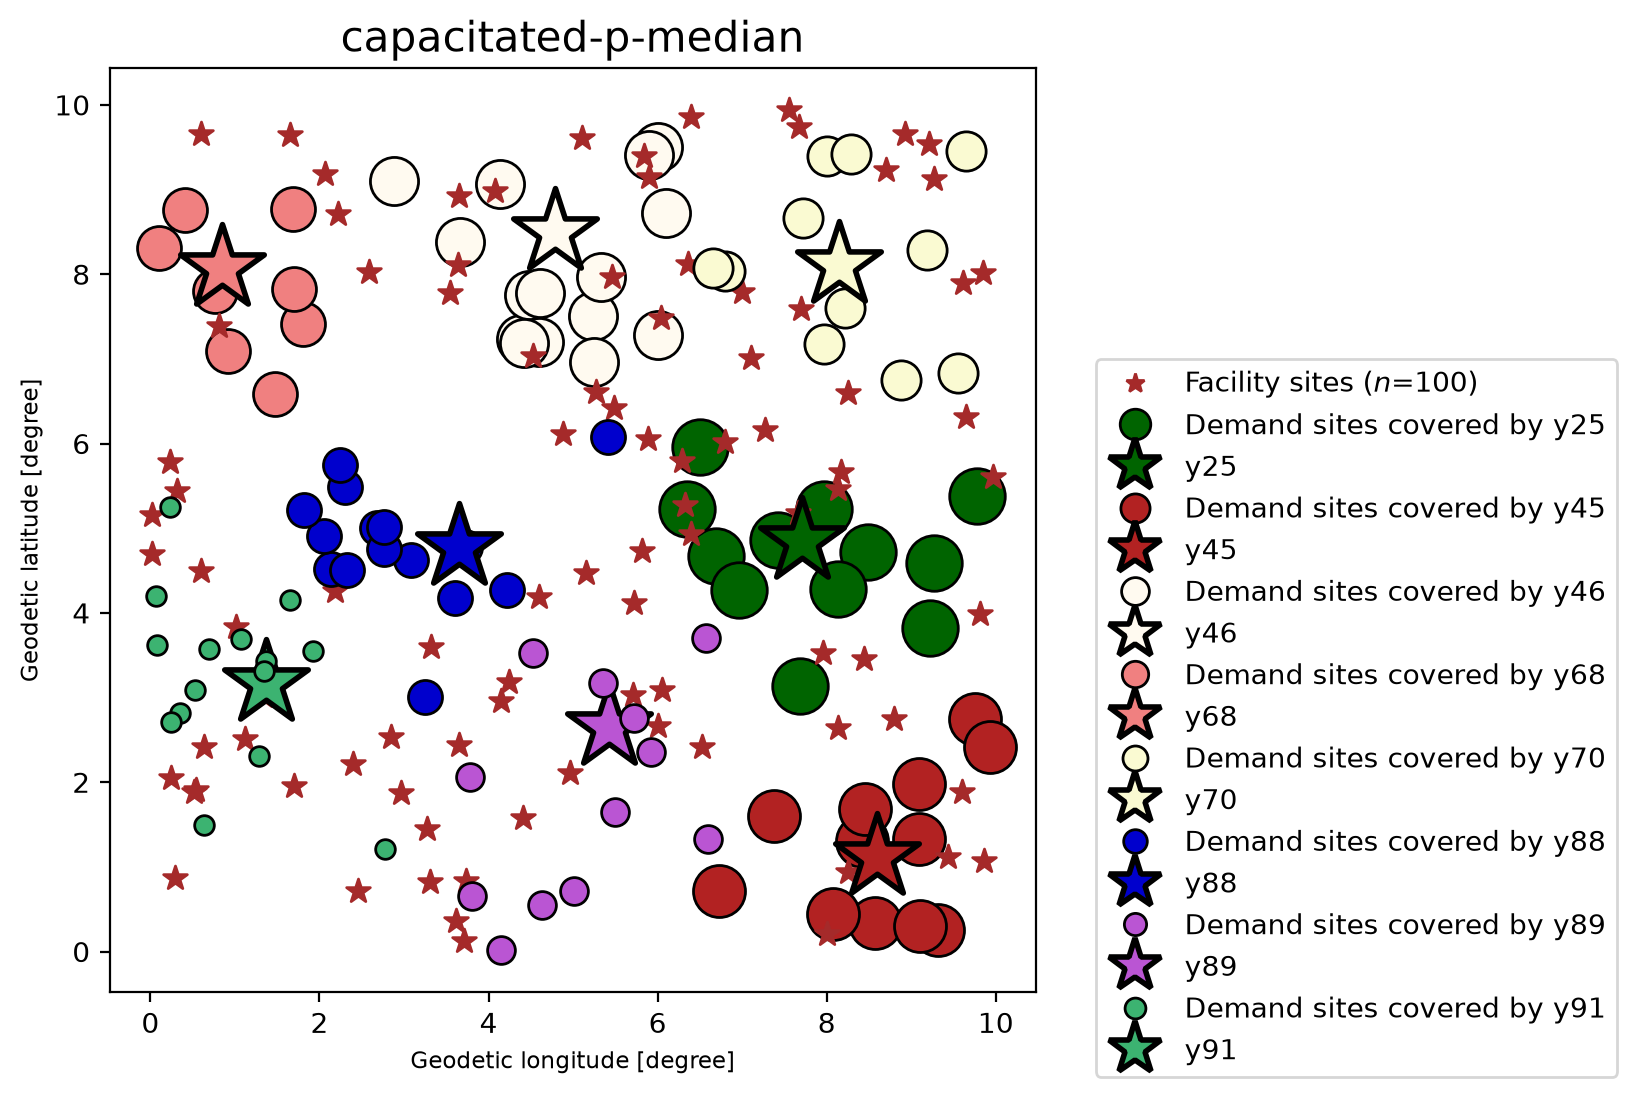 capacitated-p-median
10
8
6
4
2
0
Geodetic latitude [degree]
0 2 4 6 8 10
Geodetic longitude [degree]
Facility sites (n=100)
Demand sites covered by y25
y25
Demand sites covered by y45
y45
Demand sites covered by y46
y46
Demand sites covered by y68
y68
Demand sites covered by y70
y70
Demand sites covered by y88
y88
Demand sites covered by y89
y89
Demand sites covered by y91
y91